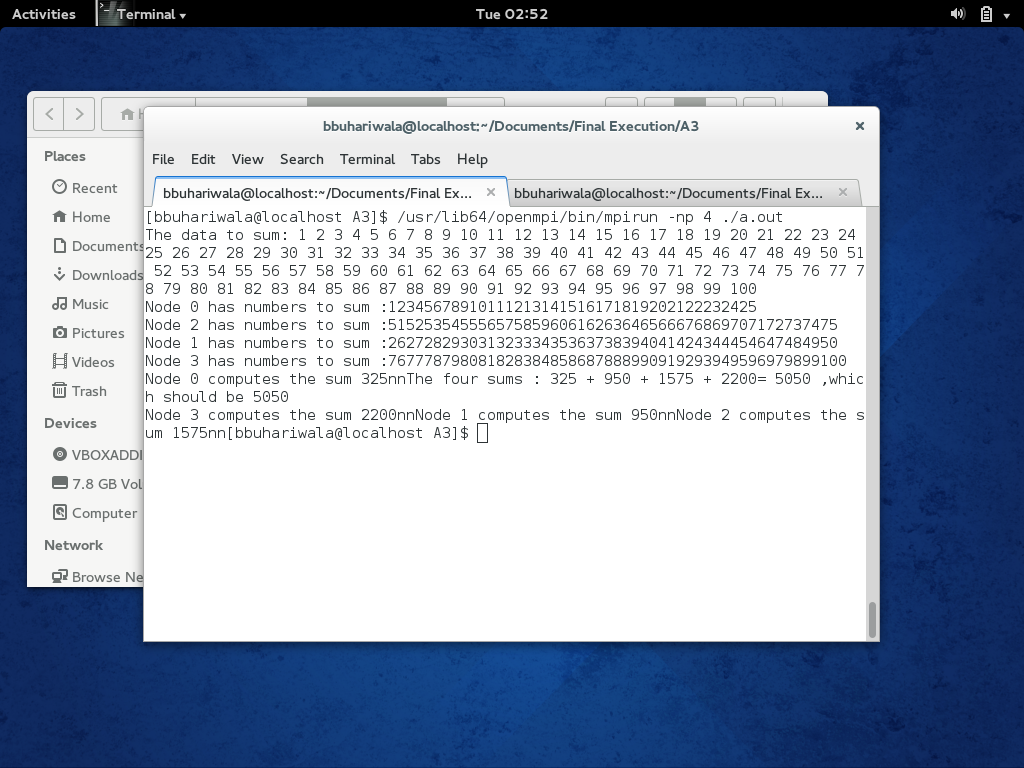 Activities
Terminal
Tue 02:52
Places
Recent
Home
Documents
Downloads
Music
Pictures
Videos
Trash
Devices
VBOXADDI
7.8 GB Vol
Computer
Network
Browse Ne
bbuhariwala@localhost:~/Documents/Final Execution/A3
File Edit View Search Terminal Tabs Help
bbuhariwala@localhost:~/Documents/Final Ex...
bbuhariwala@localhost:~/Documents/Final Ex...
[bbuhariwala@localhost A3]$ /usr/lib64/openmpi/bin/mpirun -np 4 ./a.out
The data to sum: 1 2 3 4 5 6 7 8 9 10 11 12 13 14 15 16 17 18 19 20 21 22 23 24
25 26 27 28 29 30 31 32 33 34 35 36 37 38 39 40 41 42 43 44 45 46 47 48 49 50 51
52 53 54 55 56 57 58 59 60 61 62 63 64 65 66 67 68 69 70 71 72 73 74 75 76 77 7
8 79 80 81 82 83 84 85 86 87 88 89 90 91 92 93 94 95 96 97 98 99 100
Node 0 has numbers to sum :12345678910111213141516171819202122232425
Node 2 has numbers to sum :51525354555657585960616263646566676869707172737475
Node 1 has numbers to sum :26272829303132333435363738394041424344454647484950
Node 3 has numbers to sum :767778798081828384858687888990919293949596979899100
Node 0 computes the sum 325nnThe four sums : 325 + 950 + 1575 + 2200= 5050 ,whic
h should be 5050
Node 3 computes the sum 2200nnNode 1 computes the sum 950nnNode 2 computes the s
um 1575nn[bbuhariwala@localhost A3]$